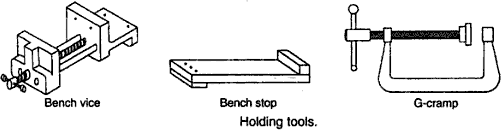 Bench vice
Bench stop
G-cramp
Holding tools.